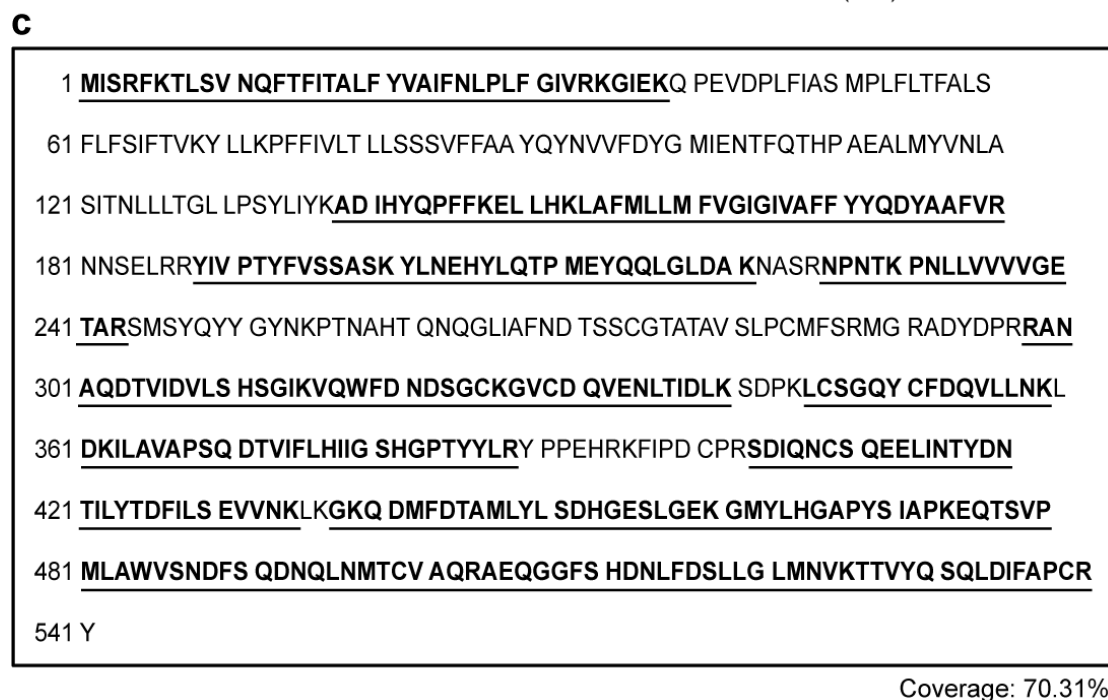 c
1 MISRFKTLSV NQFTFITALF YVAIFNLPLF GIVRKGIEKQ PEVDPLFIAS MPLFLTFALS
61 FLFSIFTVKY LLKPFFIVLT LLSSSVFFAA YQYNVVFDYG MIENTFQTHP AEALMYVNLA
121 SITNLLLTGL LPSYLIYKAD IHYQPFFKEL LHKLAFMLLM FVGIGIVAFF YYQDYAAFVR
181 NNSELRRYIV PTYFVSSASK YLNEHYLQTP MEYQQLGLDA KNASRNPNTK PNLLVVVVGE
241 TARSMSYQYY GYNKPTNAHT QNQGLIAFND TSSCGTATAV SLPCMFSRMG RADYDPRRAN
301 AQDTVIDVLS HSGIKVQWFD NDSGCKGVCD QVENLTIDLK SDPKLCSGQY CFDQVLLNKL
361 DKILAVAPSQ DTVIFLHIIG SHGPTYYLRY PPEHRKFIPD CPRSDIQNCS QEELINTYDN
421 TILYTDFILS EVVNKLKGKQ DMFDTAMLYL SDHGESLGEK GMYLHGAPYS IAPKEQTSVP
481 MLAWVSNDFS QDNQLNMTCV AQRAEQGGFS HDNLFDSLLG LMNVKTTVYQ SQLDIFAPCR
541 Y
Coverage: 70.31%